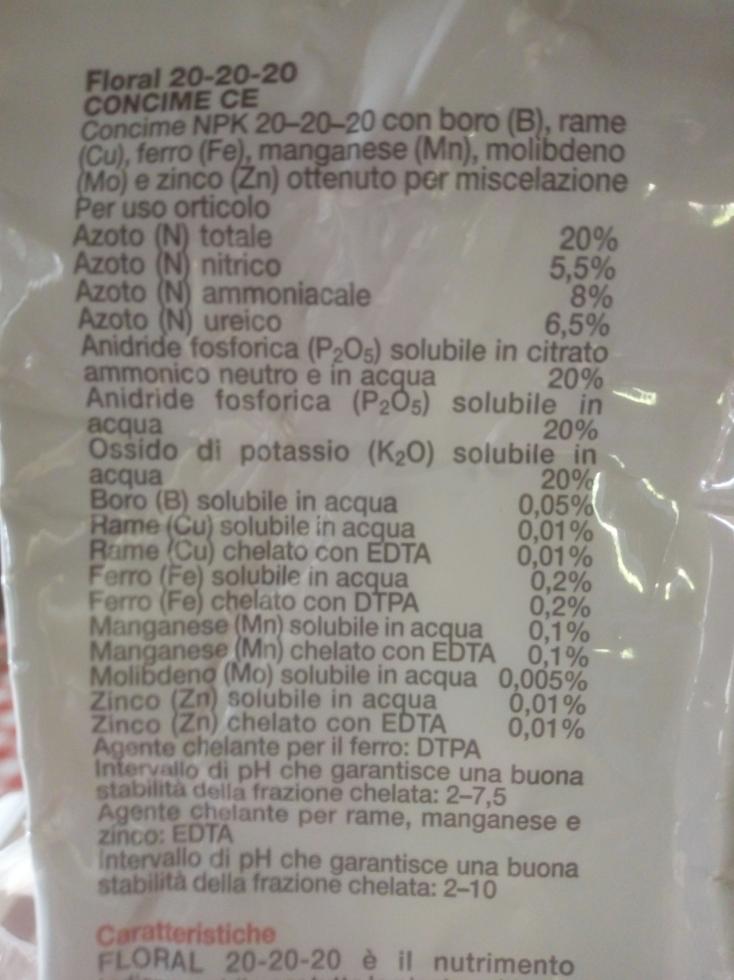 Floral 20-20-20
CONCIME CE
Concime NPK 20–20–20 con boro (B), rame
(Cu), ferro (Fe), manganese (Mn), molibdeno
(Mo) e zinco (Zn) ottenuto per miscelazione
Per uso orticolo
Azoto (N) totale 20%
Azoto (N) nitrico 5,5%
Azoto (N) ammoniacale 8%
Azoto (N) ureico 6,5%
Anidride fosforica (P₂O₅) solubile in citrato
ammonico neutro e in acqua 20%
Anidride fosforica (P₂O₅) solubile in
acqua 20%
Ossido di potassio (K₂O) solubile in
acqua 20%
Boro (B) solubile in acqua 0,05%
Rame (Cu) solubile in acqua 0,01%
Rame (Cu) chelato con EDTA 0,01%
Ferro (Fe) solubile in acqua 0,2%
Ferro (Fe) chelato con DTPA 0,2%
Manganese (Mn) solubile in acqua 0,1%
Manganese (Mn) chelato con EDTA 0,1%
Molibdeno (Mo) solubile in acqua 0,005%
Zinco (Zn) solubile in acqua 0,01%
Zinco (Zn) chelato con EDTA 0,01%
Agente chelante per il ferro: DTPA
Intervallo di pH che garantisce una buona
stabilità della frazione chelata: 2–7,5
Agente chelante per rame, manganese e
zinco: EDTA
Intervallo di pH che garantisce una buona
stabilità della frazione chelata: 2–10
Caratteristiche
FLORAL 20-20-20 è il nutrimento